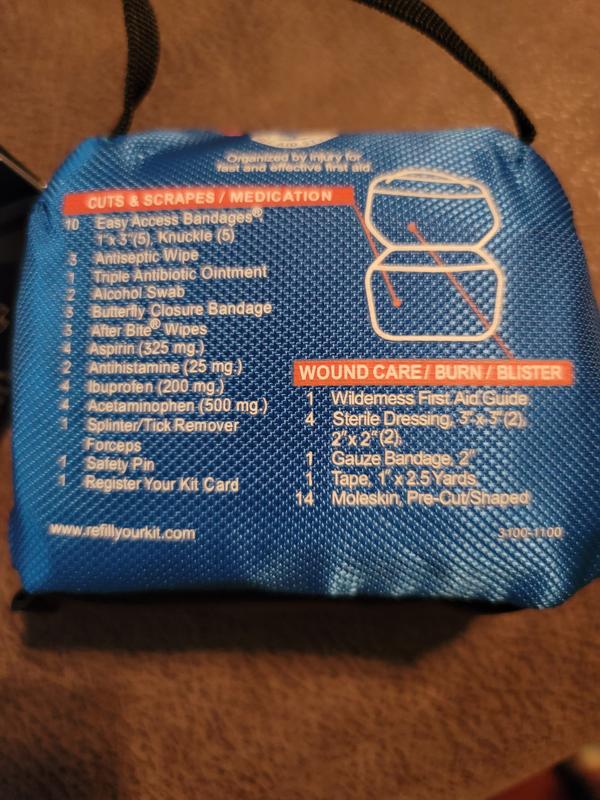 Organized by injury for
fast and effective first aid.
CUTS & SCRAPES / MEDICATION
10 Easy Access Bandages®,
1"x 3"(5), Knuckle (5)
3 Antiseptic Wipe
1 Triple Antibiotic Ointment
2 Alcohol Swab
3 Butterfly Closure Bandage
3 After Bite® Wipes
4 Aspirin (325 mg.)
2 Antihistamine (25 mg.)
4 Ibuprofen (200 mg.)
4 Acetaminophen (500 mg.)
1 Splinter/Tick Remover
Forceps
1 Safety Pin
1 Register Your Kit Card
WOUND CARE / BURN / BLISTER
1 Wilderness First Aid Guide,
4 Sterile Dressing, 3"x 3"(2),
2"x 2"(2),
1 Gauze Bandage, 2"
1 Tape, 1" x 2.5 Yards
14 Moleskin, Pre-Cut/Shaped
www.refillyourkit.com
3100-1100